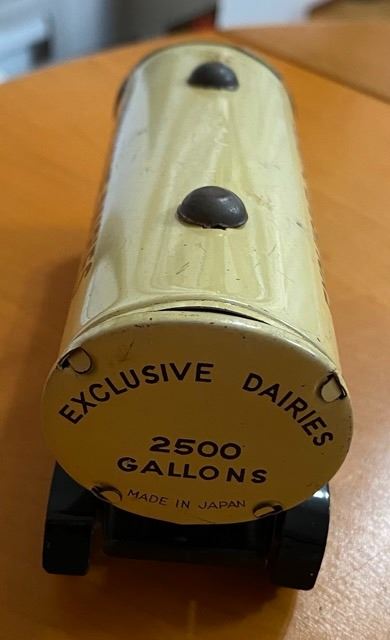 EXCLUSIVE DAIRIES
2500
GALLONS
MADE IN JAPAN